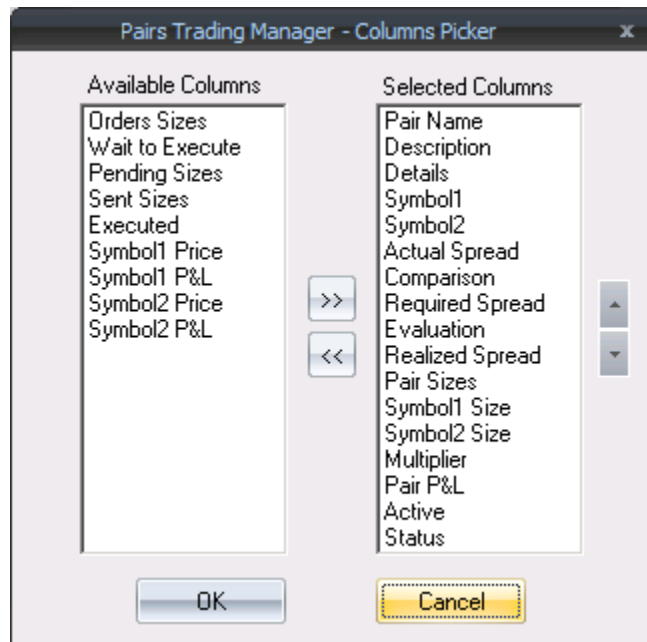 Pairs Trading Manager - Columns Picker
x
Available Columns
Orders Sizes
Wait to Execute
Pending Sizes
Sent Sizes
Executed
Symbol1 Price
Symbol1 P&L
Symbol2 Price
Symbol2 P&L
>>
<<
Selected Columns
Pair Name
Description
Details
Symbol1
Symbol2
Actual Spread
Comparison
Required Spread
Evaluation
Realized Spread
Pair Sizes
Symbol1 Size
Symbol2 Size
Multiplier
Pair P&L
Active
Status
OK
Cancel